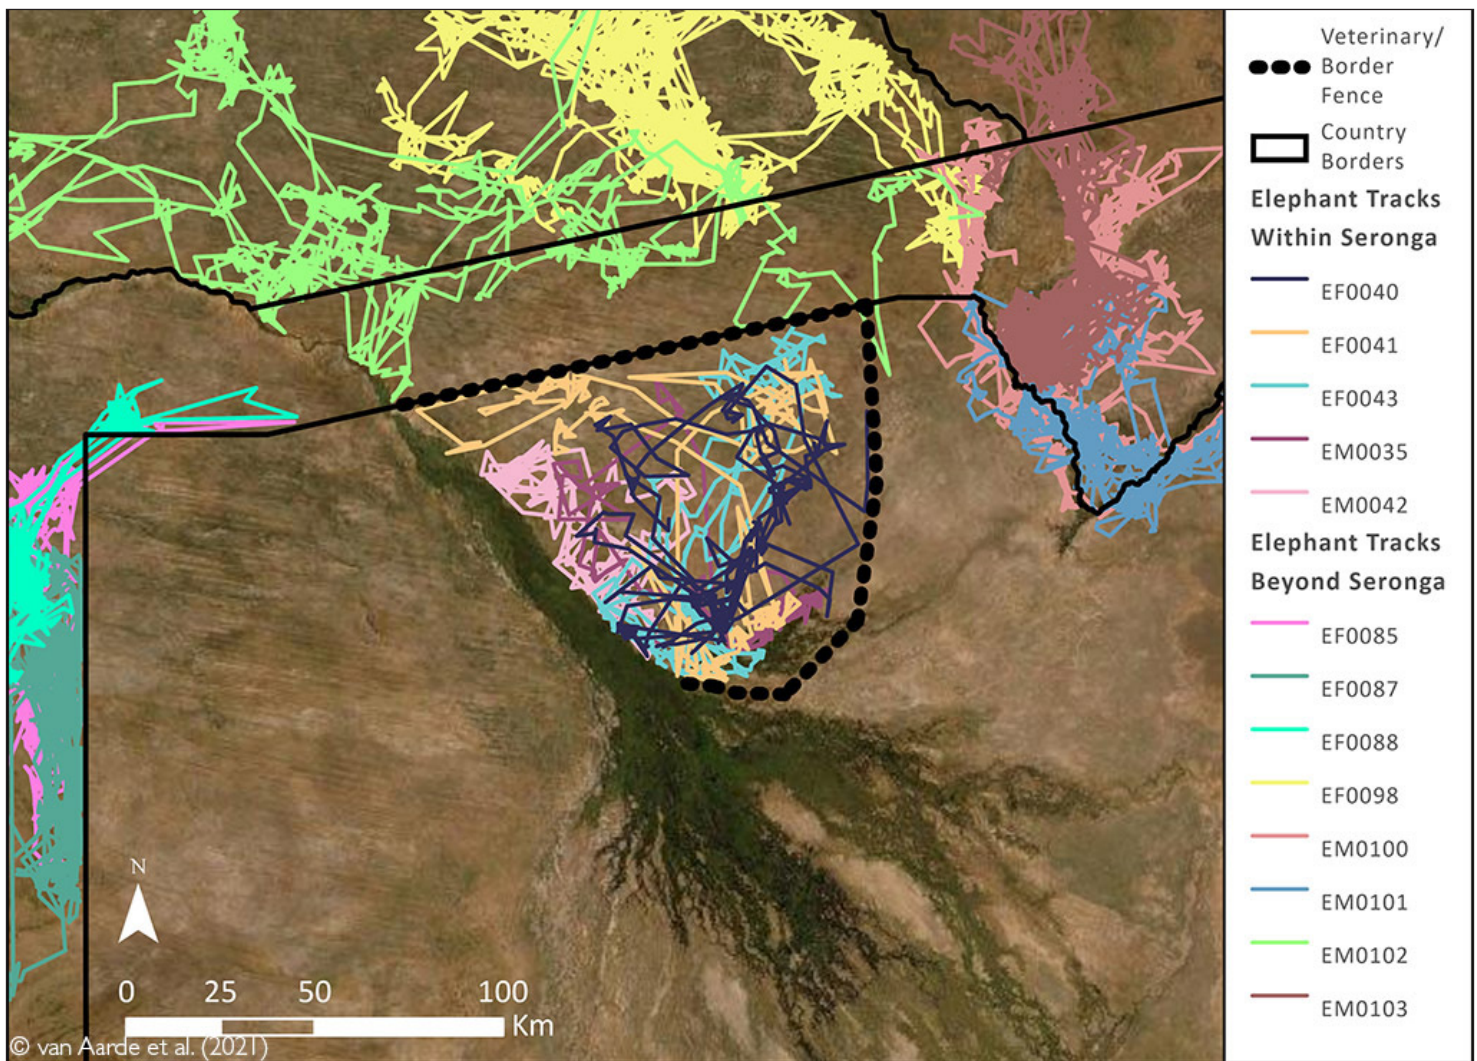 Veterinary/
Border
Fence
Country
Borders
Elephant Tracks
Within Seronga
EF0040
EF0041
EF0043
EM0035
EM0042
Elephant Tracks
Beyond Seronga
EF0085
EF0087
EF0088
EF0098
EM0100
EM0101
EM0102
EM0103
N
0 25 50 100
Km
© van Aarde et al. (2021)